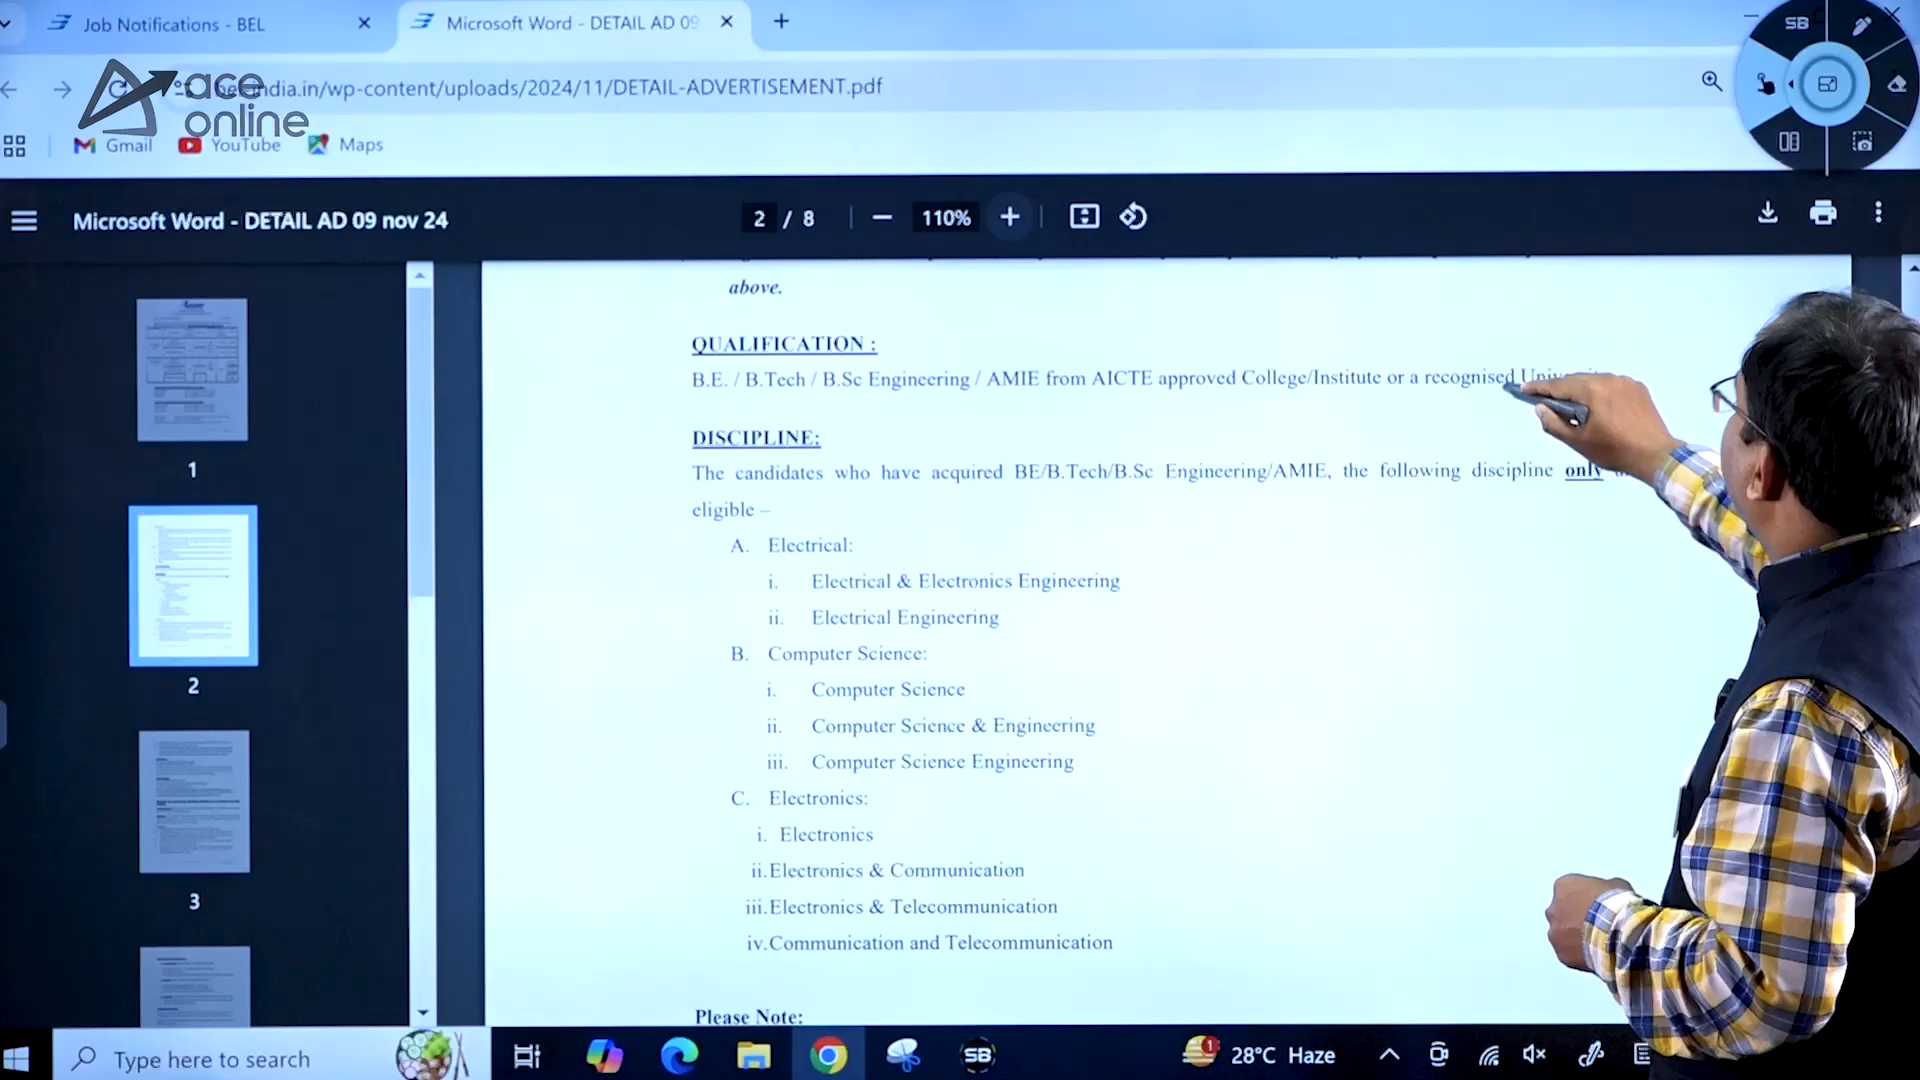 Job Notifications - BEL
Microsoft Word - DETAIL AD 09
SB
india.in/wp-content/uploads/2024/11/DETAIL-ADVERTISEMENT.pdf
ace
online
Gmail
YouTube
Maps
Microsoft Word - DETAIL AD 09 nov 24
2 / 8
110%
above.
QUALIFICATION :
B.E. / B.Tech / B.Sc Engineering / AMIE from AICTE approved College/Institute or a recognised
DISCIPLINE:
The candidates who have acquired BE/B.Tech/B.Sc Engineering/AMIE, the following discipline only
eligible –
A. Electrical:
i. Electrical & Electronics Engineering
ii. Electrical Engineering
B. Computer Science:
i. Computer Science
ii. Computer Science & Engineering
iii. Computer Science Engineering
C. Electronics:
i. Electronics
ii. Electronics & Communication
iii. Electronics & Telecommunication
iv. Communication and Telecommunication
Please Note:
1
2
3
Type here to search
SB
1
28°C Haze